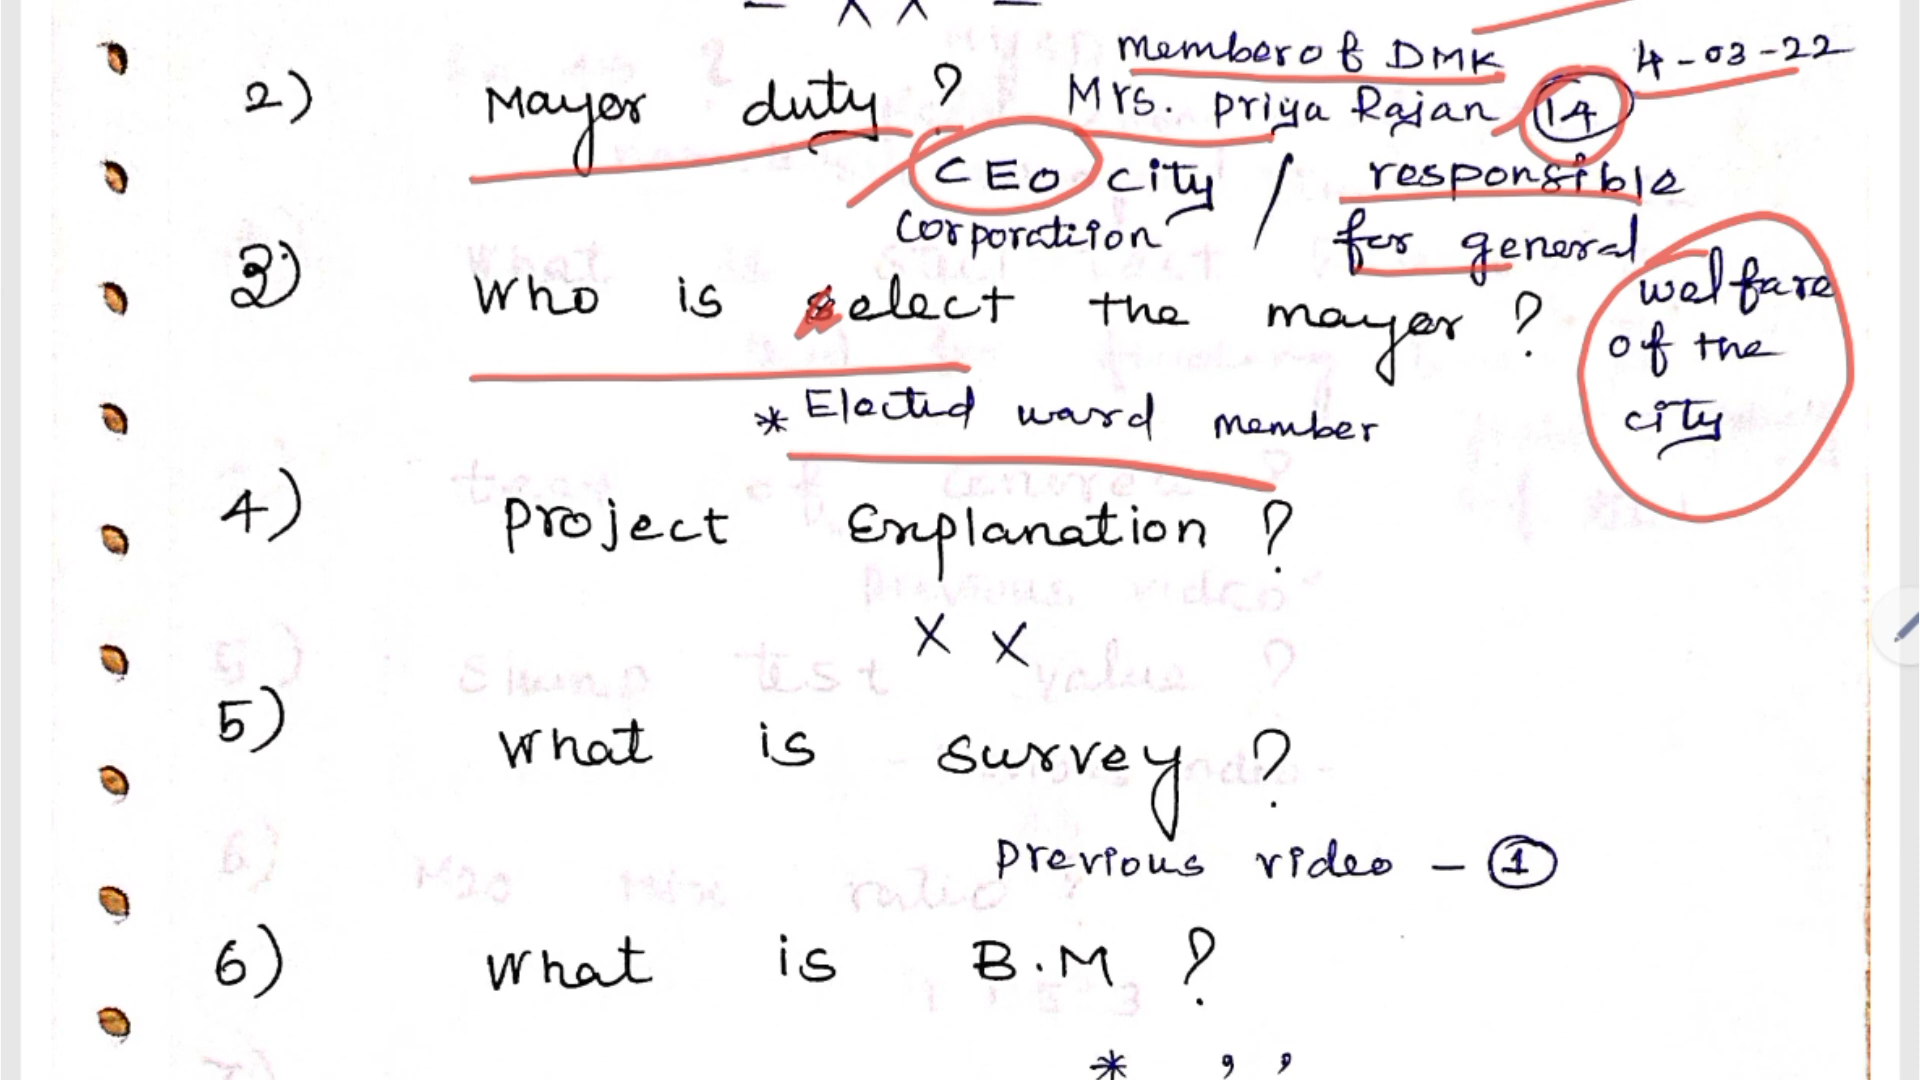 member of DMK
4-03-22
2) Mayor duty? Mrs. priya Rajan 14
CEO city / responsible
corporatiion for general
welfare
of the
city
3) Who is elect the mayor?
* Elected ward member
4) project Explanation?
X X
5) What is survey?
previous video - 1
6) What is B.M?
* , ,